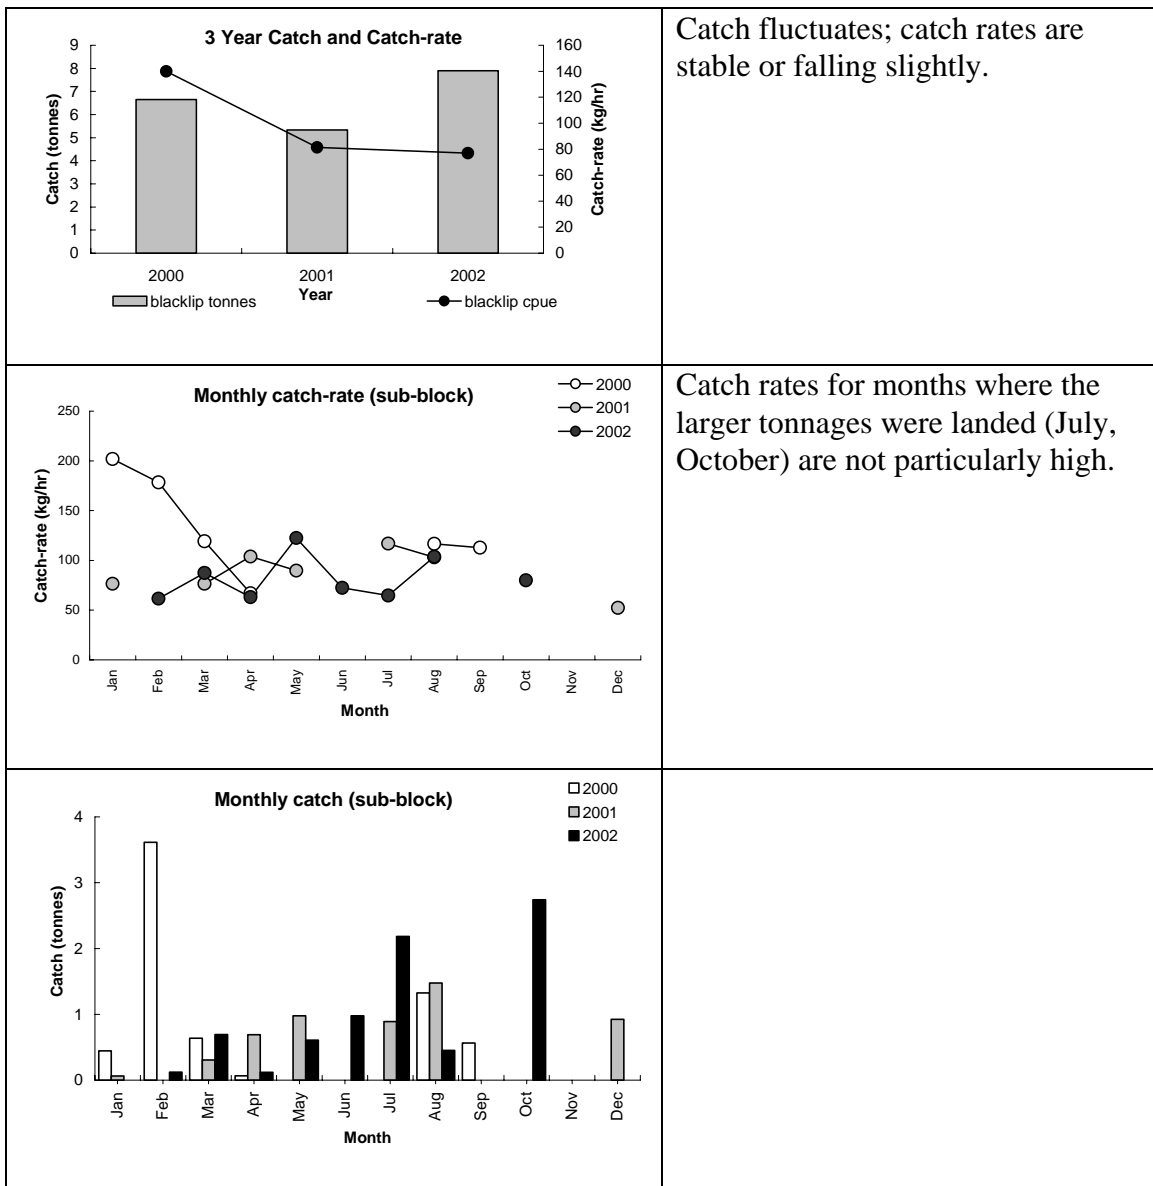 3 Year Catch and Catch-rate
Catch (tonnes)
9
8
7
6
5
4
3
2
1
0
160
140
120
100
80
60
40
20
0
Catch-rate (kg/hr)
2000 2001 2002
Year
blacklip tonnes blacklip cpue
Catch fluctuates; catch rates are
stable or falling slightly.
Monthly catch-rate (sub-block)
2000
2001
2002
Catch-rate (kg/hr)
250
200
150
100
50
0
Jan Feb Mar Apr May Jun Jul Aug Sep Oct Nov Dec
Month
Catch rates for months where the
larger tonnages were landed (July,
October) are not particularly high.
Monthly catch (sub-block)
2000
2001
2002
Catch (tonnes)
4
3
2
1
0
Jan Feb Mar Apr May Jun Jul Aug Sep Oct Nov Dec
Month